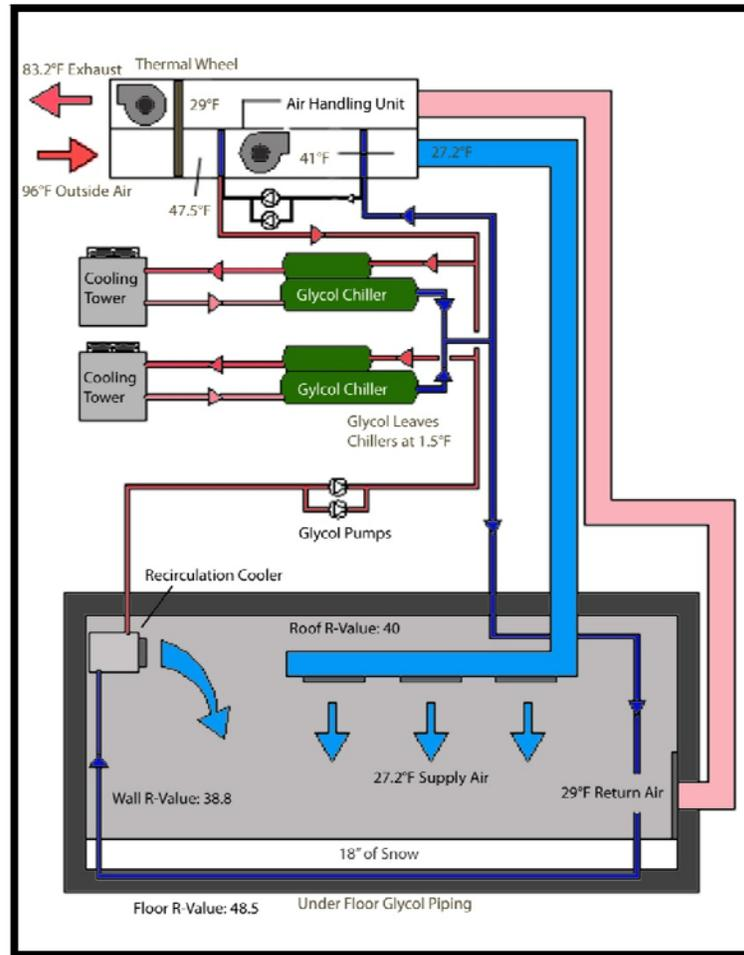 Thermal Wheel
83.2°F Exhaust
29°F
Air Handling Unit
41°F
27.2°F
96°F Outside Air
47.5°F
Cooling
Tower
Glycol Chiller
Cooling
Tower
Gylcol Chiller
Glycol Leaves
Chillers at 1.5°F
Glycol Pumps
Recirculation Cooler
Roof R-Value: 40
27.2°F Supply Air
Wall R-Value: 38.8
29°F Return Air
18" of Snow
Floor R-Value: 48.5
Under Floor Glycol Piping